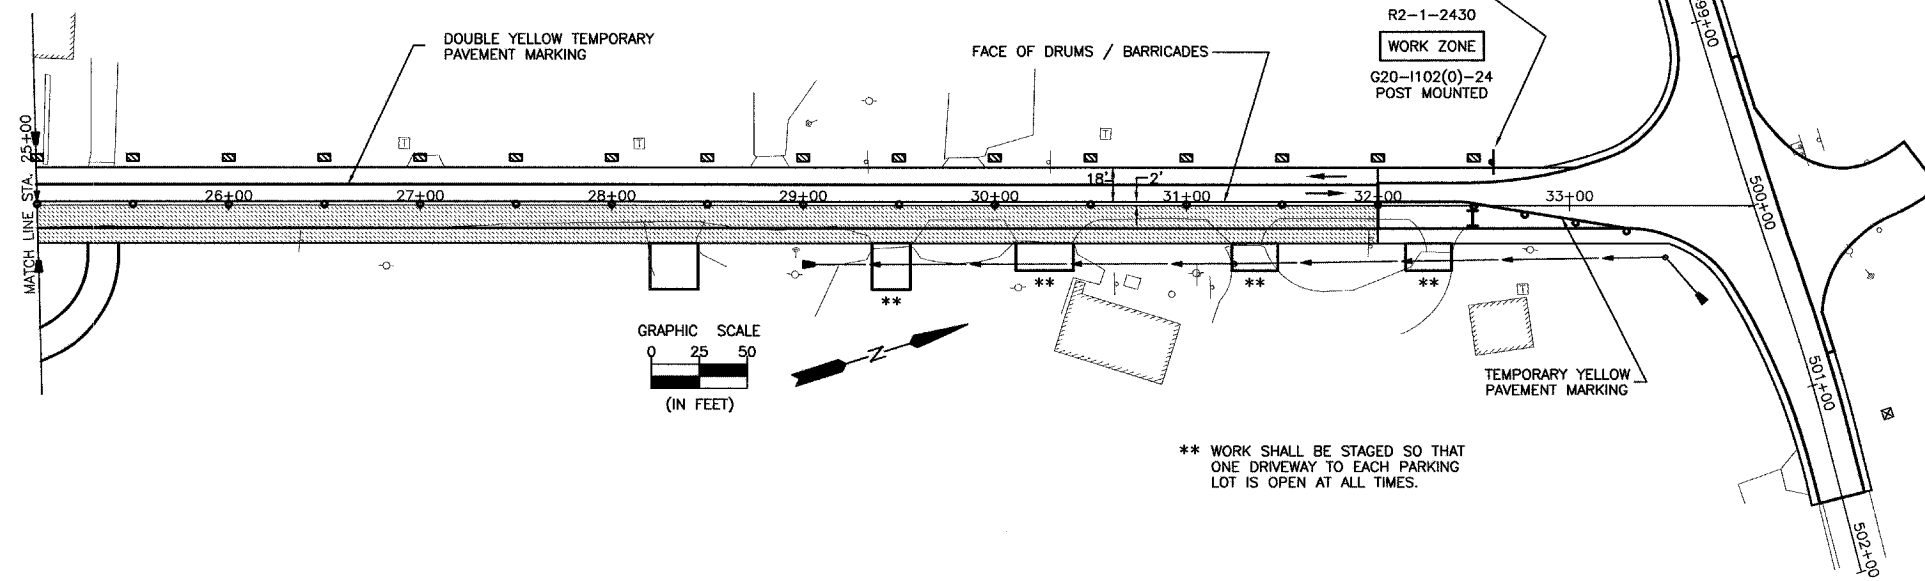 R2-1-2430
WORK ZONE
G20-I102(O)-24
POST MOUNTED
DOUBLE YELLOW TEMPORARY
PAVEMENT MARKING
FACE OF DRUMS / BARRICADES
499+00
MATCH LINE STA. 25+00
T
T
T
18'
2'
26+00
27+00
28+00
29+00
30+00
31+00
32+00
33+00
500+00
**
**
**
**
T
GRAPHIC SCALE
0 25 50
(IN FEET)
N
TEMPORARY YELLOW
PAVEMENT MARKING
501+00
** WORK SHALL BE STAGED SO THAT
ONE DRIVEWAY TO EACH PARKING
LOT IS OPEN AT ALL TIMES.
502+00